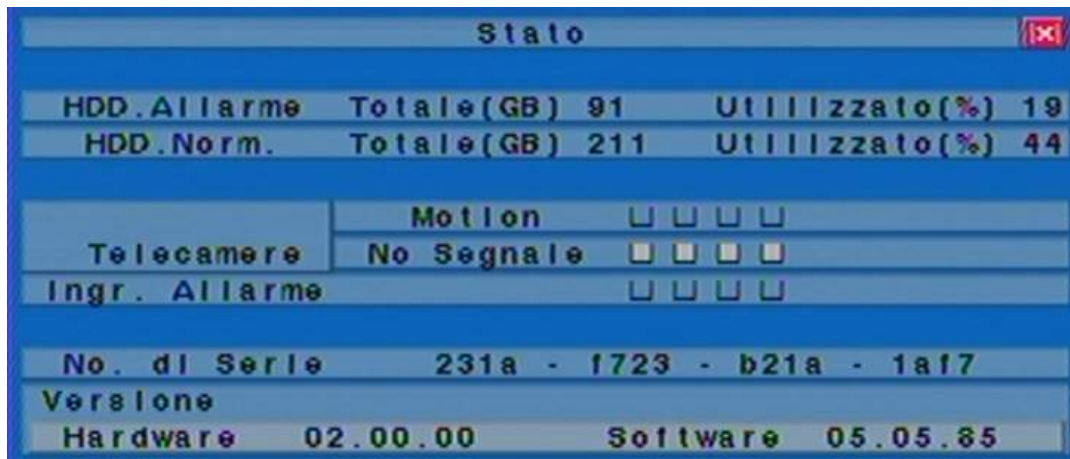 Stato
HDD.Allarme Totale(GB) 91 Utilizzato(%) 19
HDD.Norm. Totale(GB) 211 Utilizzato(%) 44
Motion
Telecamere No Segnale
Ingr. Allarme
No. di Serie 231a - f723 - b21a - 1af7
Versione
Hardware 02.00.00 Software 05.05.85